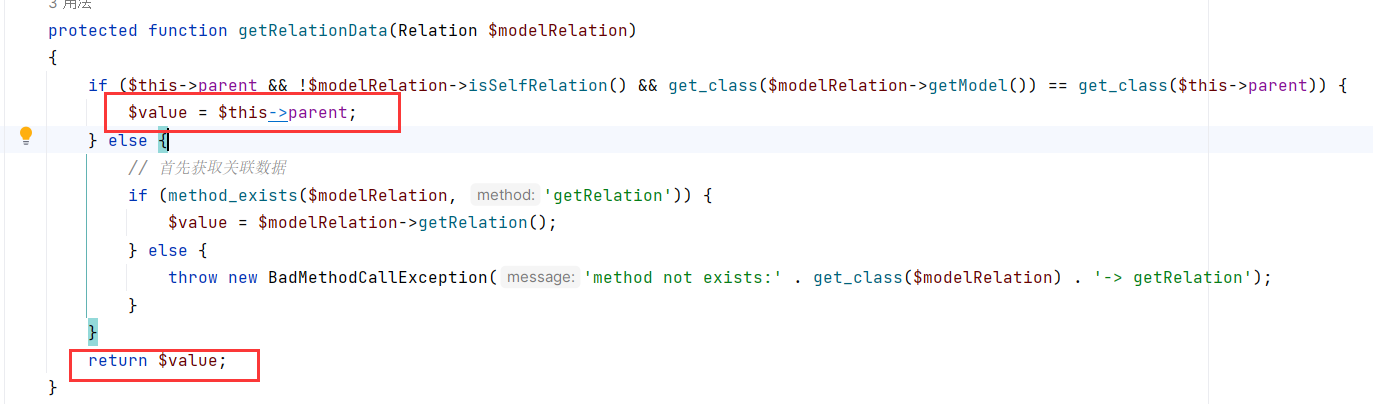 3 用法
protected function getRelationData(Relation $modelRelation)
{
if ($this->parent && !$modelRelation->isSelfRelation() && get_class($modelRelation->getModel()) == get_class($this->parent)) {
$value = $this->parent;
} else {
// 首先获取关联数据
if (method_exists($modelRelation, method: 'getRelation')) {
$value = $modelRelation->getRelation();
} else {
throw new BadMethodCallException( message: 'method not exists:' . get_class($modelRelation) . '-> getRelation');
}
}
return $value;
}